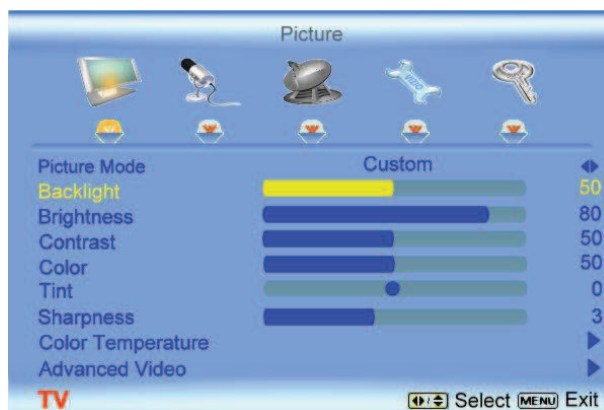 Picture
VIZIO
Picture Mode Custom
Backlight 50
Brightness 80
Contrast 50
Color 50
Tint 0
Sharpness 3
Color Temperature
Advanced Video
TV Select MENU Exit